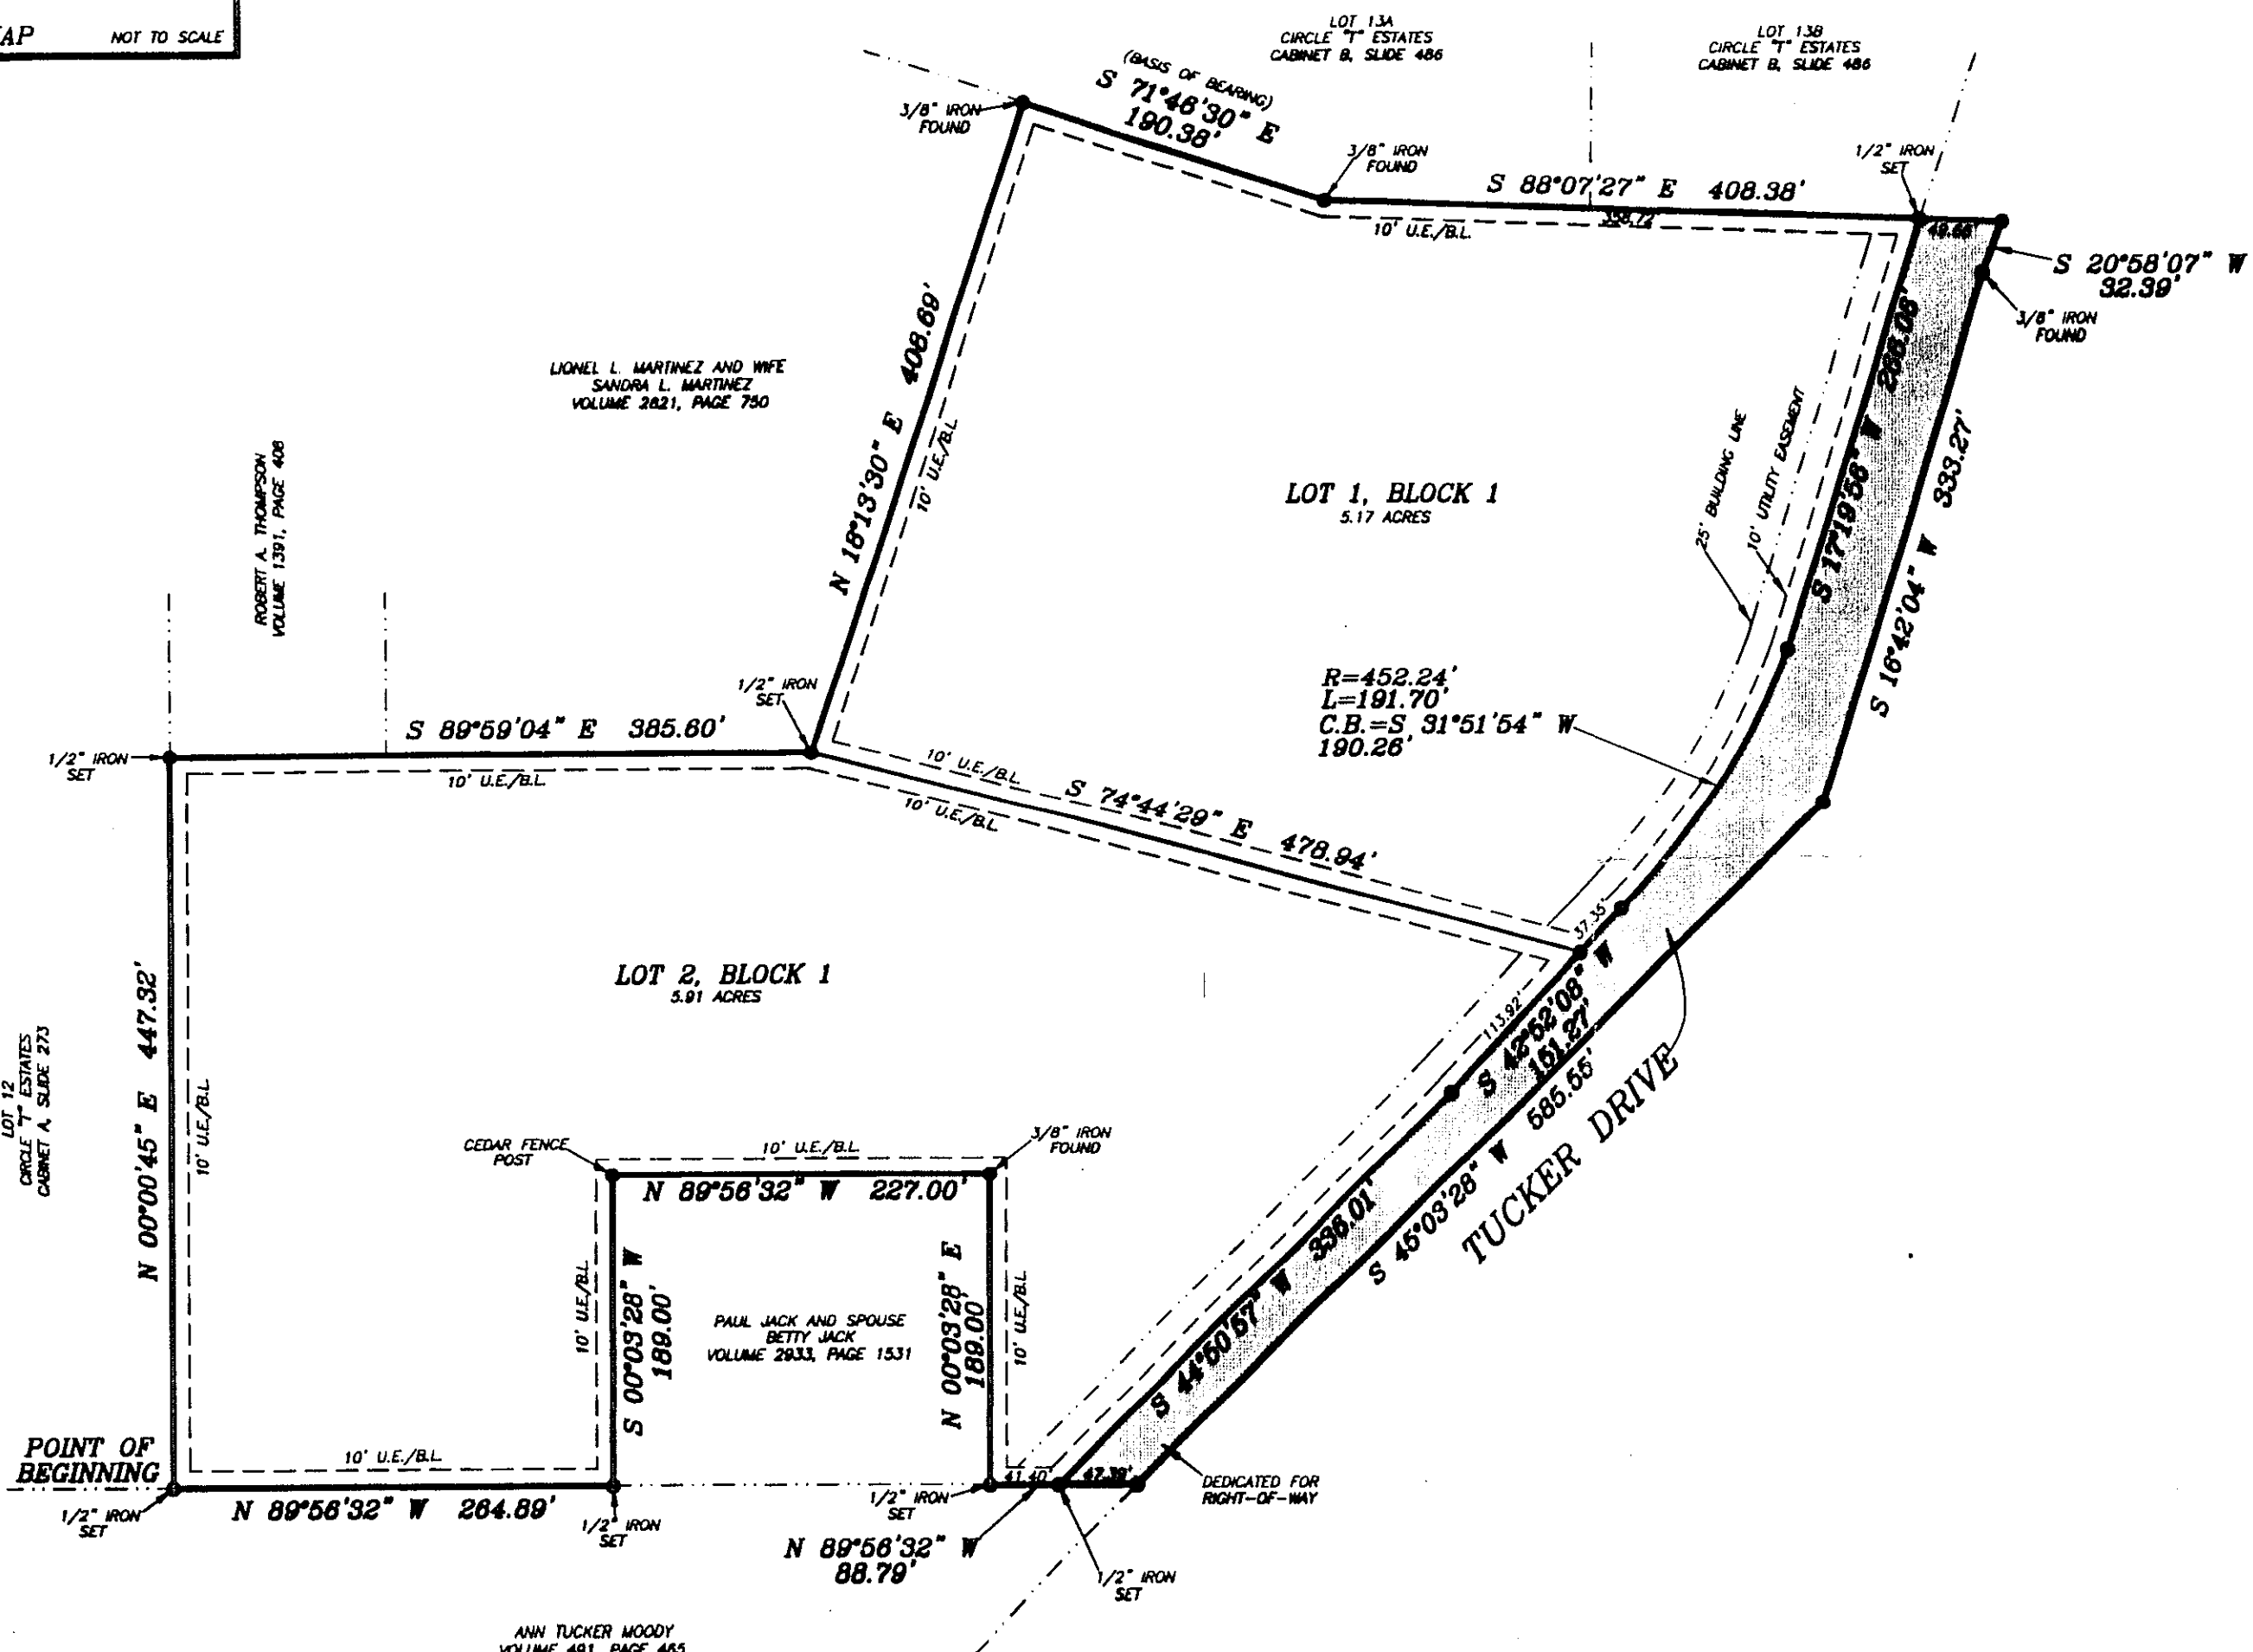 NOT TO SCALE
LOT 13A
CIRCLE "T" ESTATES
CABINET B, SLIDE 486
LOT 13B
CIRCLE "T" ESTATES
CABINET B, SLIDE 486
(BASIS OF BEARING)
S 71°46'30" E
190.38'
3/8" IRON
FOUND
3/8" IRON
FOUND
1/2" IRON
SET
S 88°07'27" E 408.38'
358.72
49.66'
10' U.E./B.L.
S 20°58'07" W
32.39'
3/8" IRON
FOUND
LIONEL L. MARTINEZ AND WIFE
SANDRA L. MARTINEZ
VOLUME 2821, PAGE 750
N 18°13'30" E 408.69'
10' U.E./B.L.
ROBERT A. THOMPSON
VOLUME 1391, PAGE 408
LOT 1, BLOCK 1
5.17 ACRES
25' BUILDING LINE
10' UTILITY EASEMENT
S 17°19'56" W 266.06'
S 16°42'04" W 333.27'
R=452.24'
L=191.70'
C.B.=S 31°51'54" W
190.26'
1/2" IRON
SET
S 89°59'04" E 385.60'
1/2" IRON
SET
10' U.E./B.L.
10' U.E./B.L.
S 74°44'29" E 478.94'
10' U.E./B.L.
37.35'
LOT 2, BLOCK 1
5.91 ACRES
N 00°00'45" E 447.32'
10' U.E./B.L.
LOT 12
CIRCLE "T" ESTATES
CABINET A, SLIDE 273
113.92'
S 42°52'08" W
151.27'
S 45°03'28" W 585.55'
TUCKER DRIVE
CEDAR FENCE
POST
10' U.E./B.L.
3/8" IRON
FOUND
N 89°56'32" W 227.00'
10' U.E./B.L.
S 00°03'28" W
189.00'
PAUL JACK AND SPOUSE
BETTY JACK
VOLUME 2933, PAGE 1531
N 00°03'28" E
189.00'
10' U.E./B.L.
S 44°50'57" W 336.01'
POINT OF
BEGINNING
10' U.E./B.L.
1/2" IRON
SET
N 89°56'32" W 264.89'
1/2" IRON
SET
1/2" IRON
SET
41.40'
47.39'
DEDICATED FOR
RIGHT-OF-WAY
N 89°56'32" W
88.79'
1/2" IRON
SET
ANN TUCKER MOODY
VOLUME 491, PAGE 465